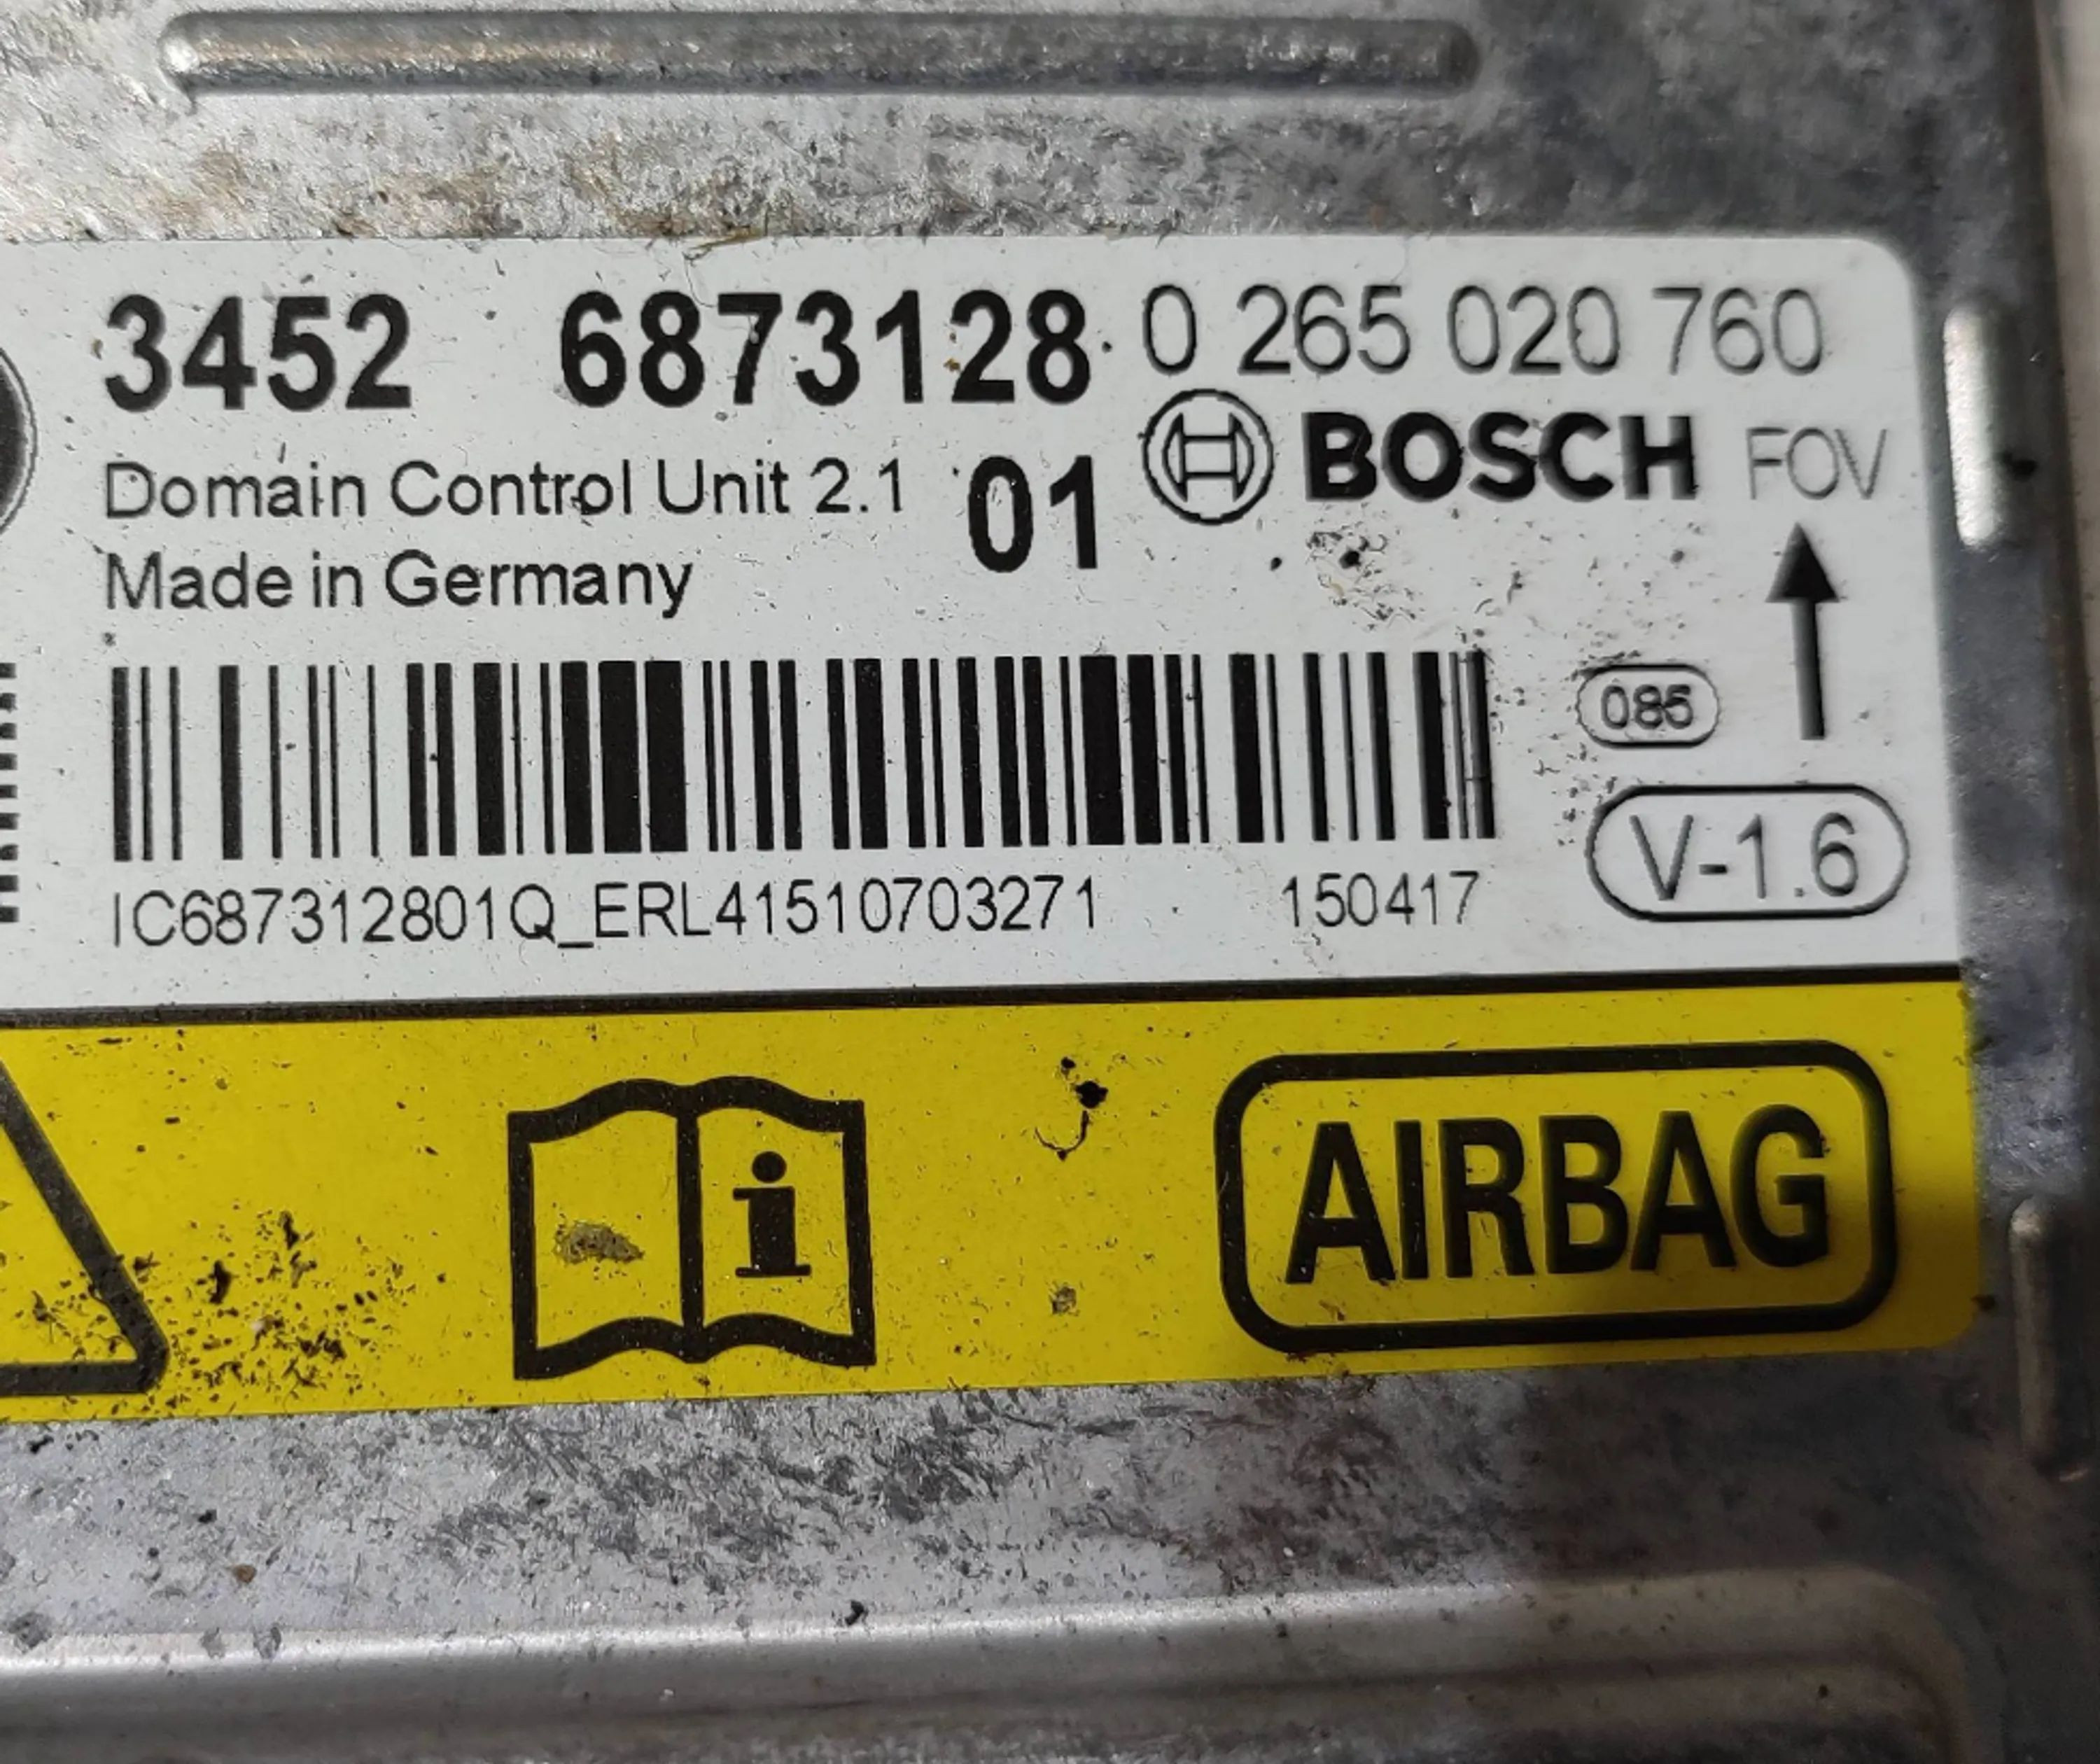 3452 6873128 0 265 020 760
Domain Control Unit 2.1 01 BOSCH FOV
Made in Germany
085
V-1.6
IC687312801Q_ERL41510703271 150417
i
AIRBAG